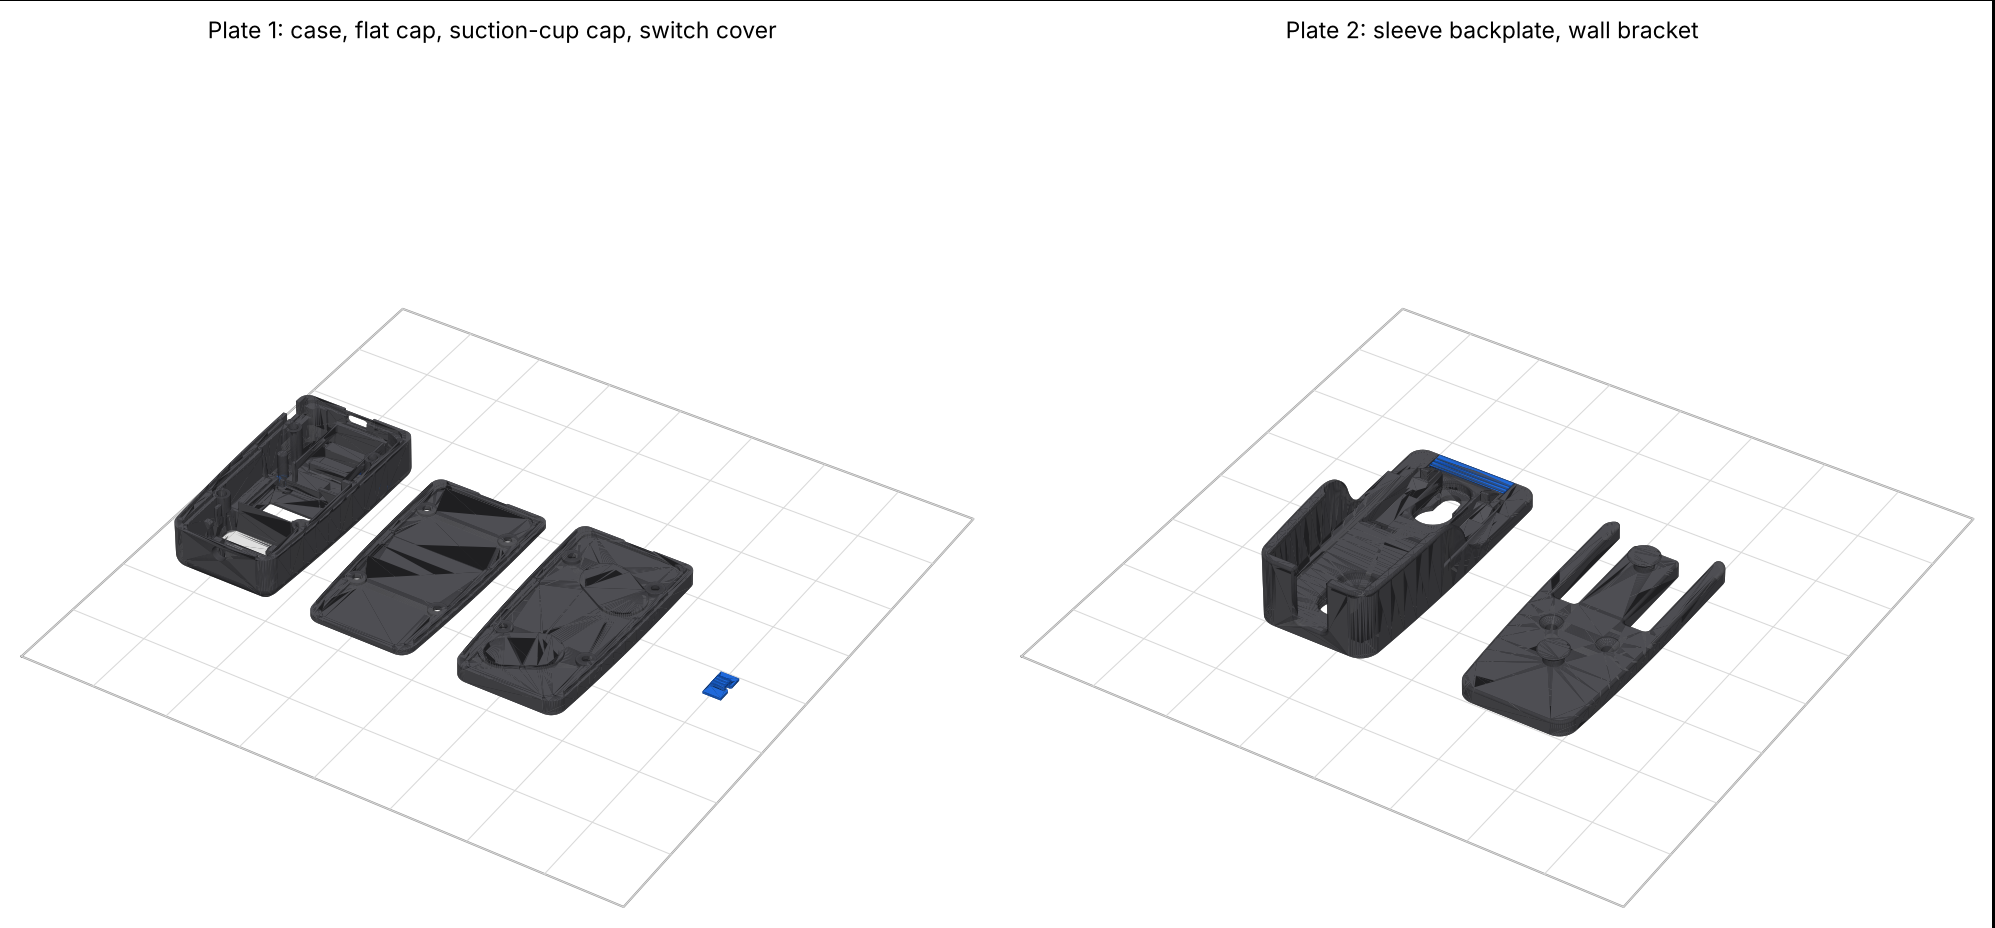 Plate 1: case, flat cap, suction-cup cap, switch cover
Plate 2: sleeve backplate, wall bracket